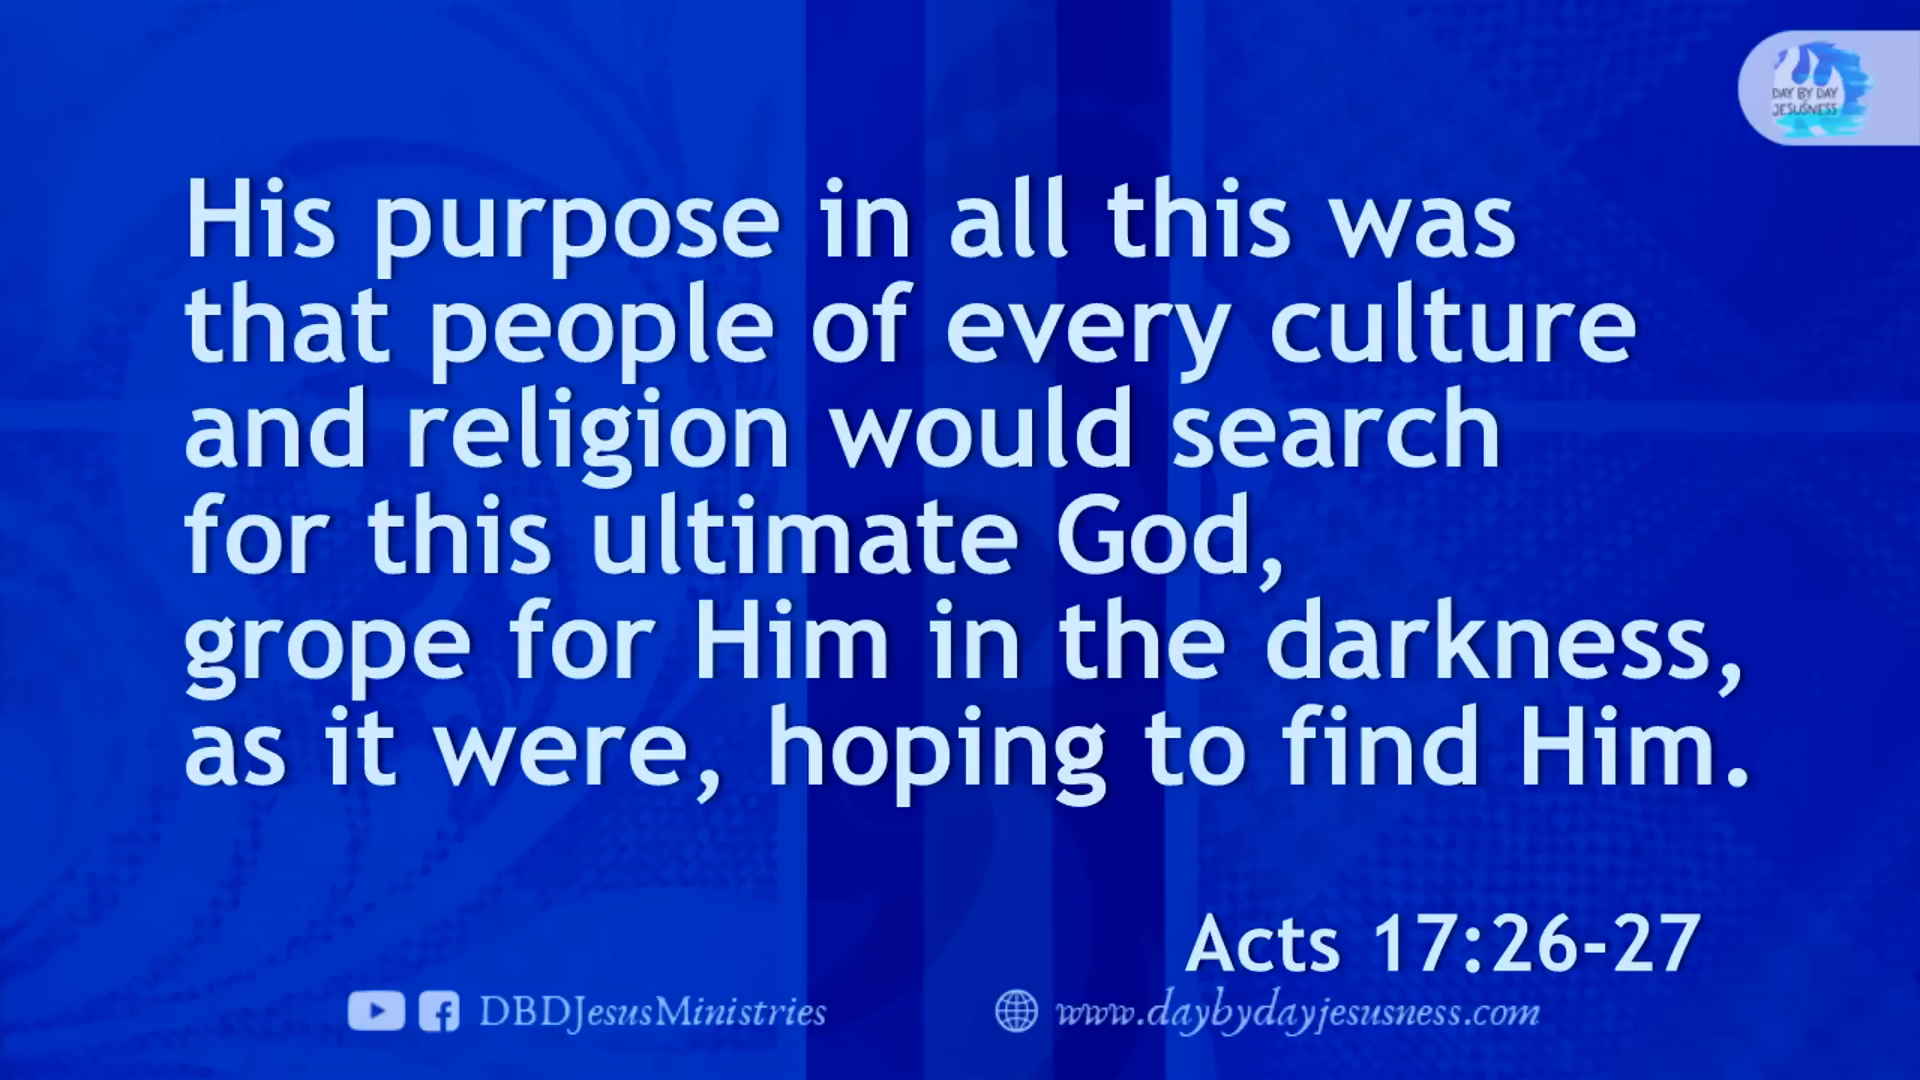 DAY BY DAY
JESUSNESS
His purpose in all this was
that people of every culture
and religion would search
for this ultimate God,
grope for Him in the darkness,
as it were, hoping to find Him.
Acts 17:26-27
DBDJesusMinistries
www.daybydayjesusness.com